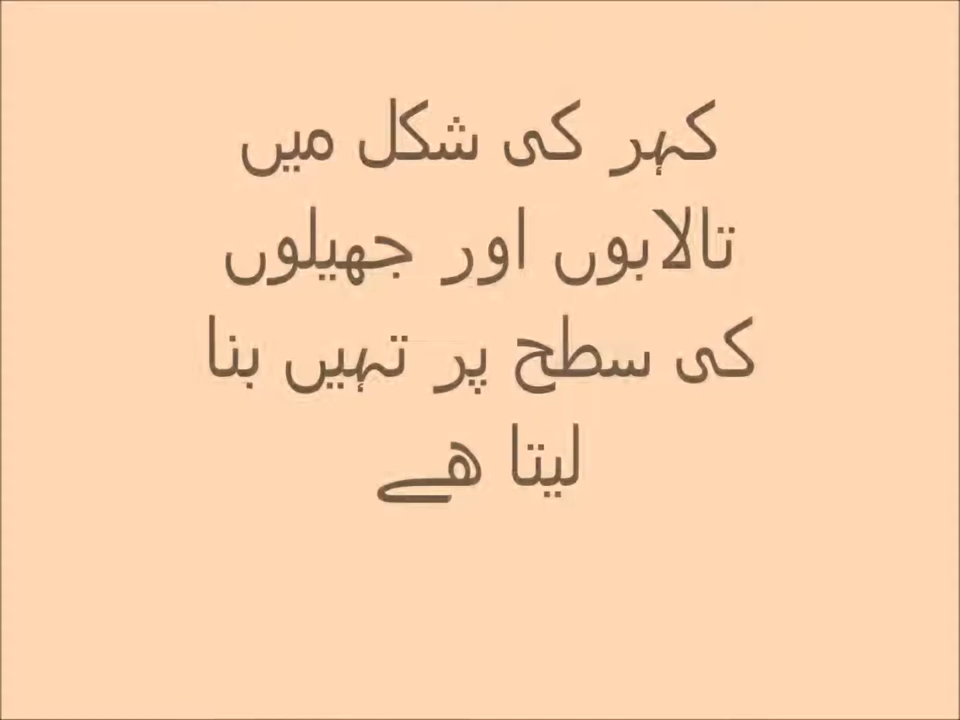 کہر کی شکل میں
تالابوں اور جھیلوں
کی سطح پر تہیں بنا
لیتا ھے